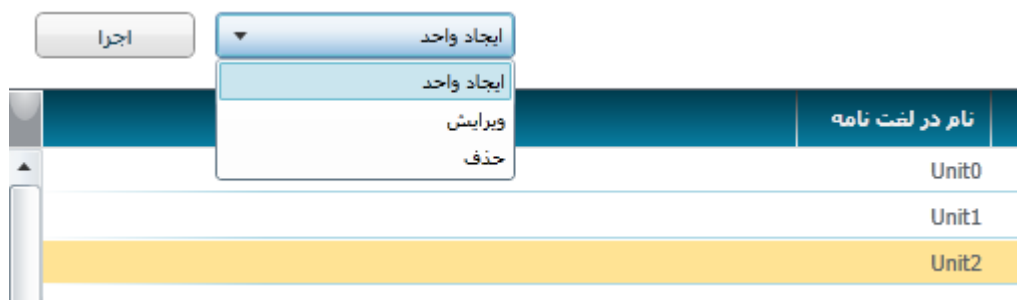 ایجاد واحد
اجرا
ایجاد واحد
ویرایش
حذف
نام در لغت نامه
Unit0
Unit1
Unit2